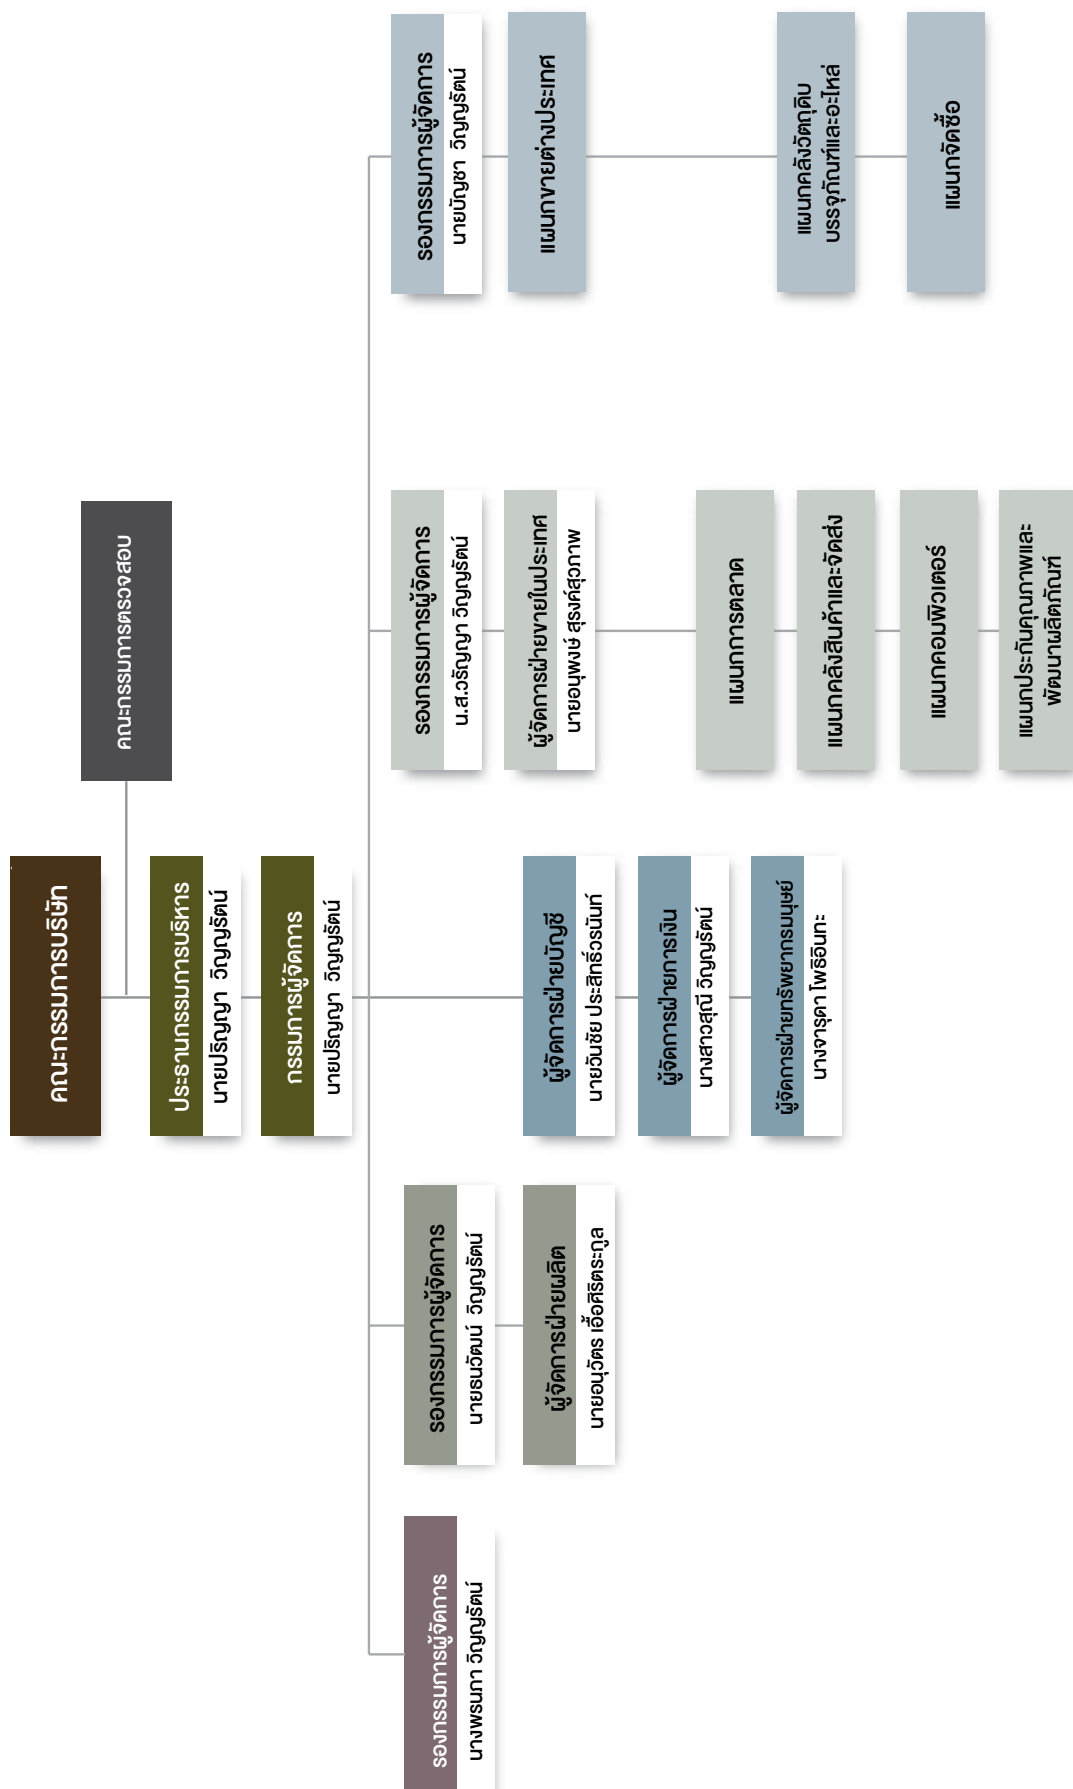 คณะกรรมการบริษัท
คณะกรรมการตรวจสอบ
ประธานกรรมการบริหาร
นายปริญญา วิญญรัตน์
กรรมการผู้จัดการ
นายปริญญา วิญญรัตน์
รองกรรมการผู้จัดการ
นางพรนภา วิญญรัตน์
รองกรรมการผู้จัดการ
นายธนวัฒน์ วิญญรัตน์
ผู้จัดการฝ่ายผลิต
นายอนุวัตร เอื้อศิริตระกูล
ผู้จัดการฝ่ายบัญชี
นายวันชัย ประสิทธิ์วรนันท์
ผู้จัดการฝ่ายการเงิน
นางสาวสุณี วิญญรัตน์
ผู้จัดการฝ่ายทรัพยากรมนุษย์
นางจารุดา โพธิอินทะ
รองกรรมการผู้จัดการ
น.ส.วรัญญา วิญญรัตน์
ผู้จัดการฝ่ายขายในประเทศ
นายอนุพงษ์ สุรงค์สุวภาพ
แผนกการตลาด
แผนกคลังสินค้าและจัดส่ง
แผนกคอมพิวเตอร์
แผนกประกันคุณภาพและ
พัฒนาผลิตภัณฑ์
รองกรรมการผู้จัดการ
นายบัญชา วิญญรัตน์
แผนกขายต่างประเทศ
แผนกคลังวัตถุดิบ
บรรจุภัณฑ์และอะไหล่
แผนกจัดซื้อ